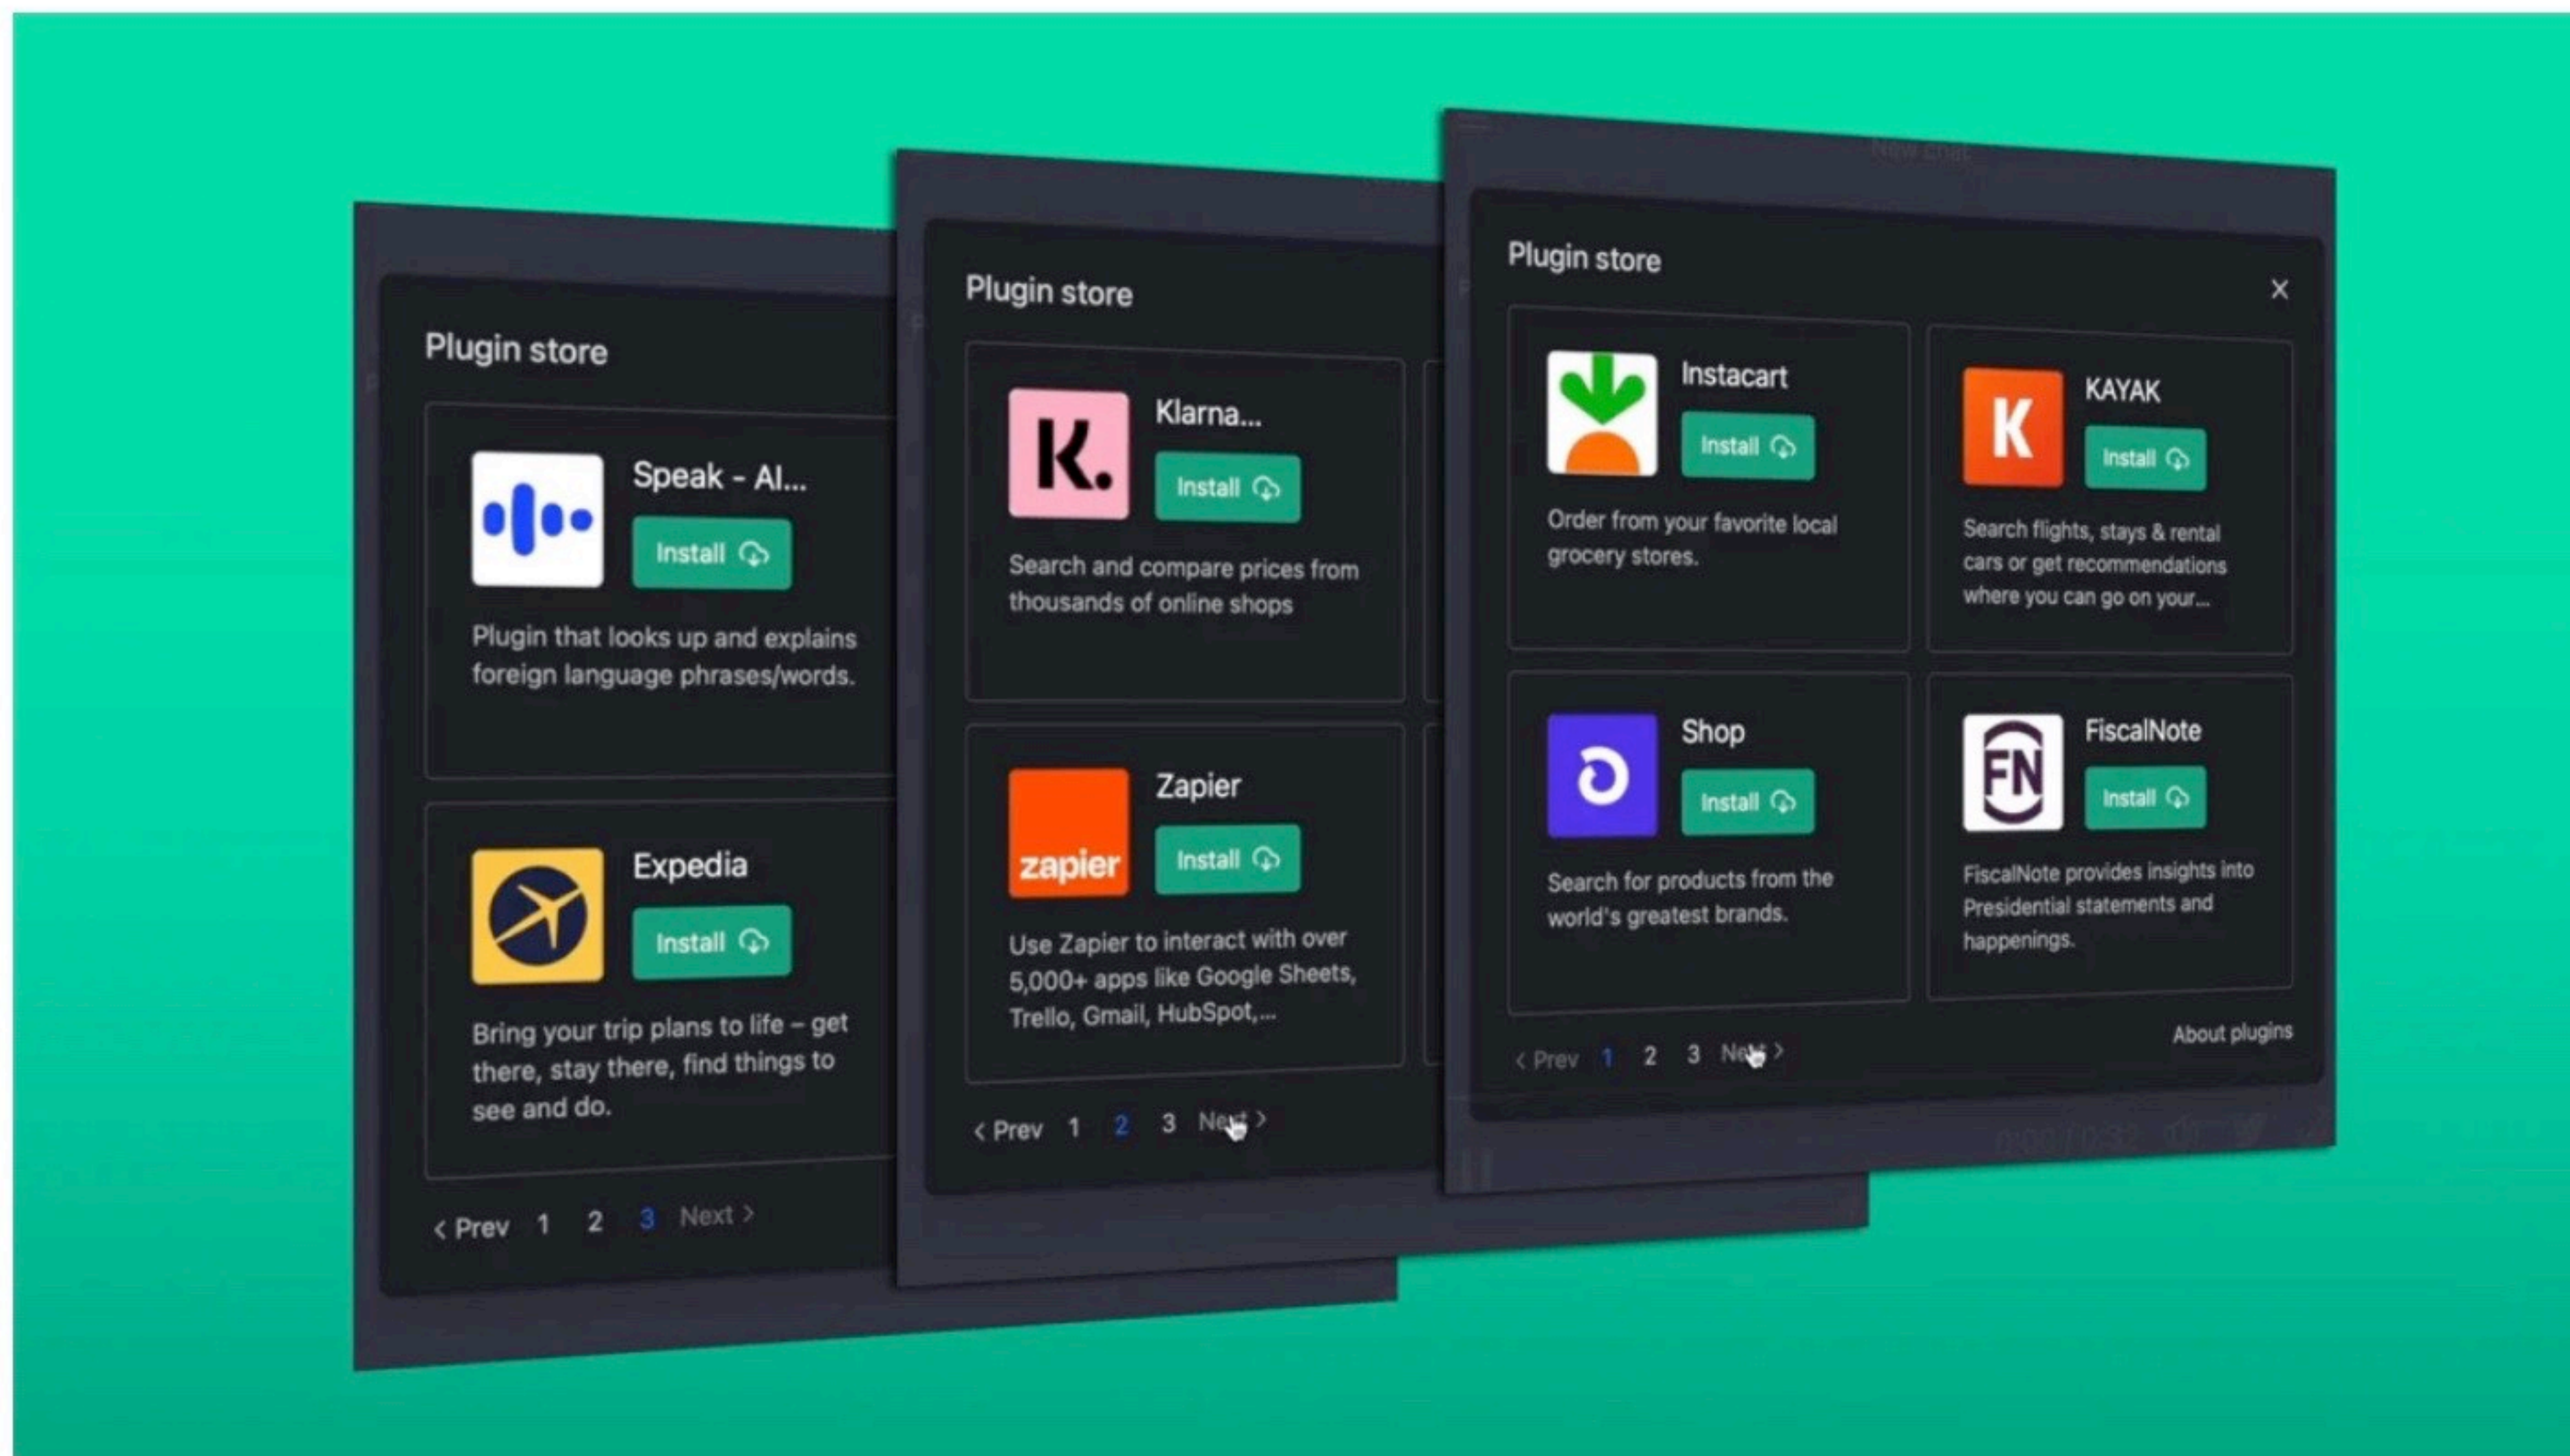 Plugin store
Speak - AI...
Install
Plugin that looks up and explains
foreign language phrases/words.
Expedia
Install
Bring your trip plans to life – get
there, stay there, find things to
see and do.
< Prev 1 2 3 Next >
Plugin store
K.
Klarna...
Install
Search and compare prices from
thousands of online shops
zapier
Zapier
Install
Use Zapier to interact with over
5,000+ apps like Google Sheets,
Trello, Gmail, HubSpot,...
< Prev 1 2 3 Next >
New chat
Plugin store
Instacart
Install
Order from your favorite local
grocery stores.
K
KAYAK
Install
Search flights, stays & rental
cars or get recommendations
where you can go on your...
Shop
Install
Search for products from the
world's greatest brands.
FN
FiscalNote
Install
FiscalNote provides insights into
Presidential statements and
happenings.
< Prev 1 2 3 Next >
About plugins